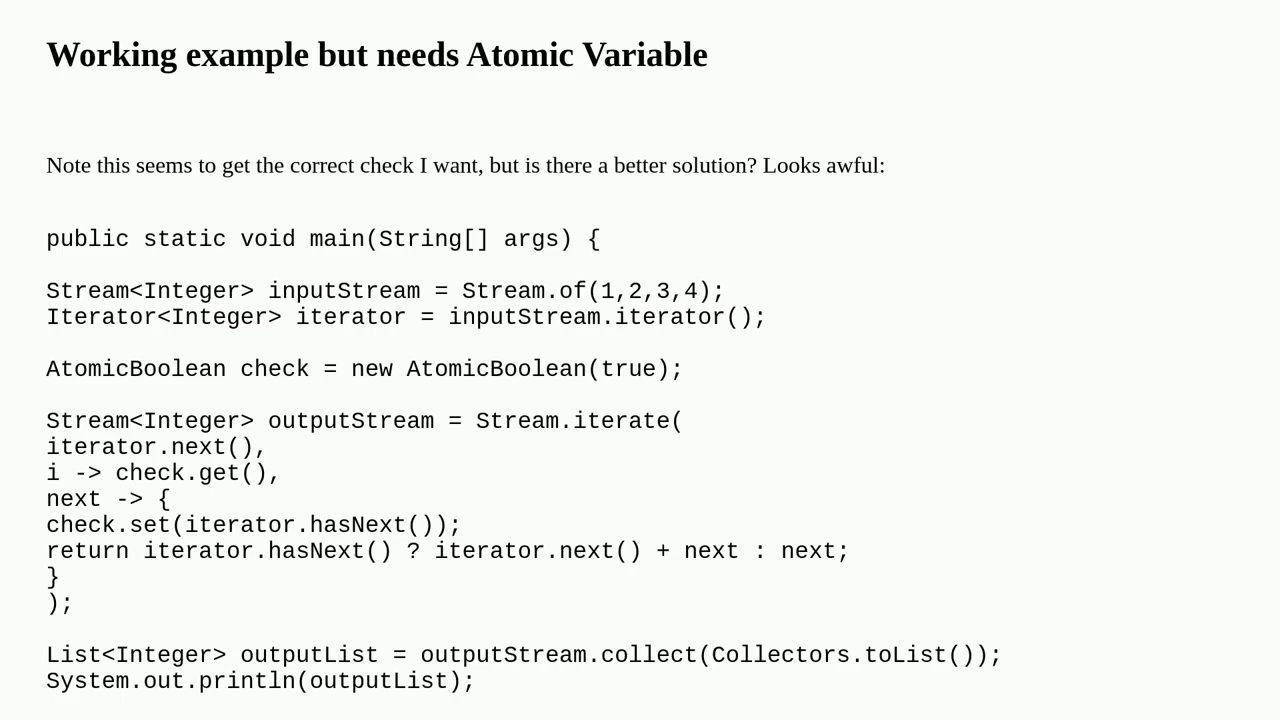 Working example but needs Atomic Variable
Note this seems to get the correct check I want, but is there a better solution? Looks awful:
public static void main(String[] args) {
Stream<Integer> inputStream = Stream.of(1,2,3,4);
Iterator<Integer> iterator = inputStream.iterator();
AtomicBoolean check = new AtomicBoolean(true);
Stream<Integer> outputStream = Stream.iterate(
iterator.next(),
i -> check.get(),
next -> {
check.set(iterator.hasNext());
return iterator.hasNext() ? iterator.next() + next : next;
}
);
List<Integer> outputList = outputStream.collect(Collectors.toList());
System.out.println(outputList);